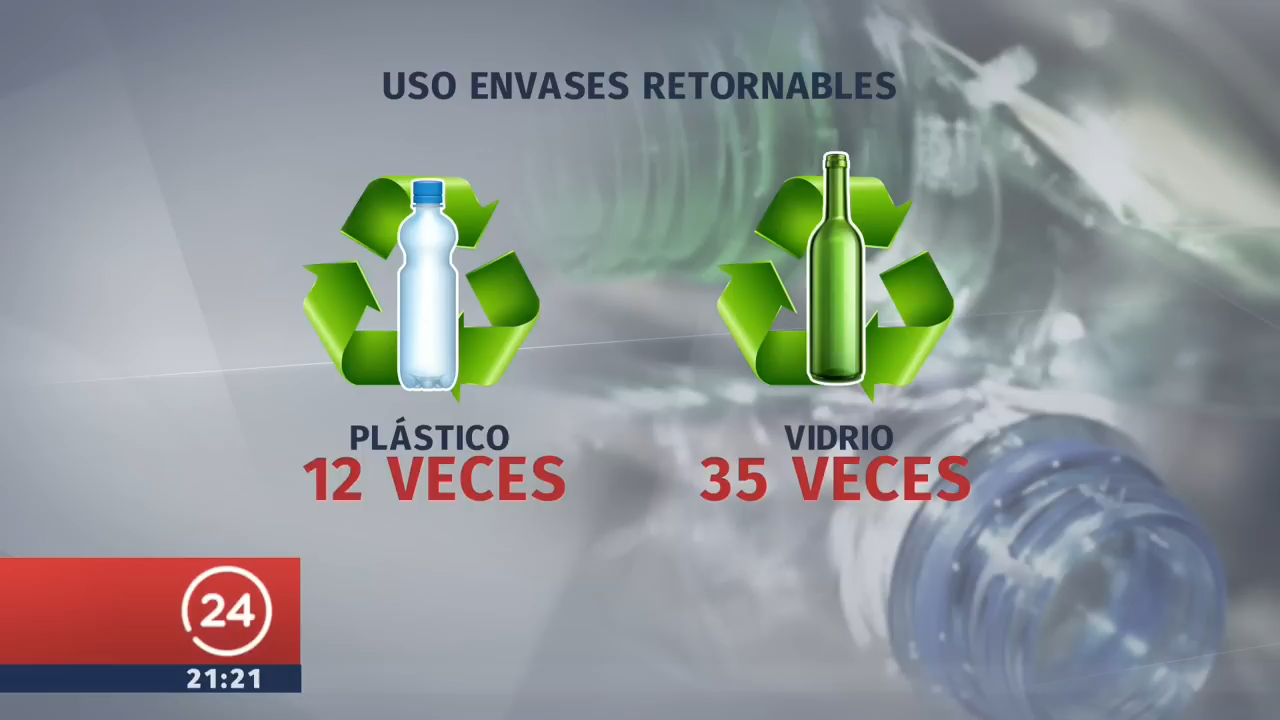 USO ENVASES RETORNABLES
PLÁSTICO
12 VECES
VIDRIO
35 VECES
24
21:21